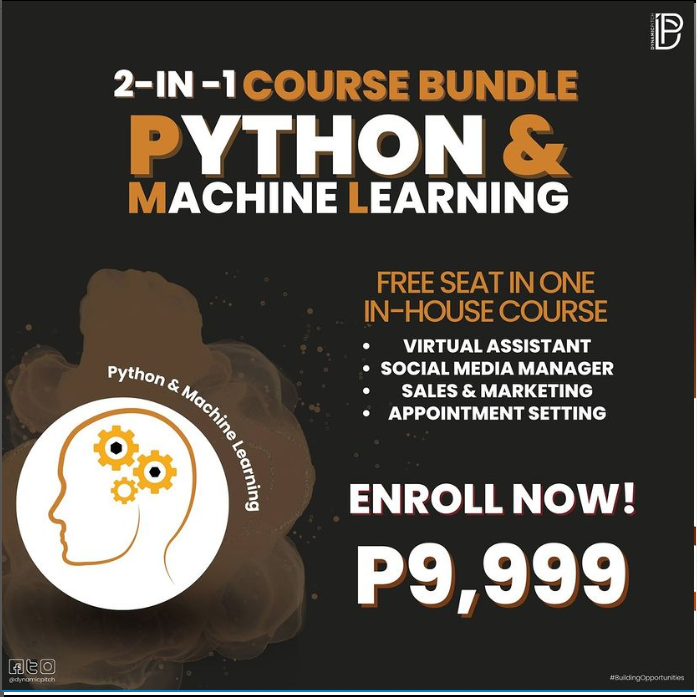 DYNAMICPITCH
2-IN -1 COURSE BUNDLE
PYTHON &
MACHINE LEARNING
FREE SEAT IN ONE
IN-HOUSE COURSE
• VIRTUAL ASSISTANT
• SOCIAL MEDIA MANAGER
• SALES & MARKETING
• APPOINTMENT SETTING
Python & Machine Learning
ENROLL NOW!
P9,999
@dynamicpitch
#BuildingOpportunities